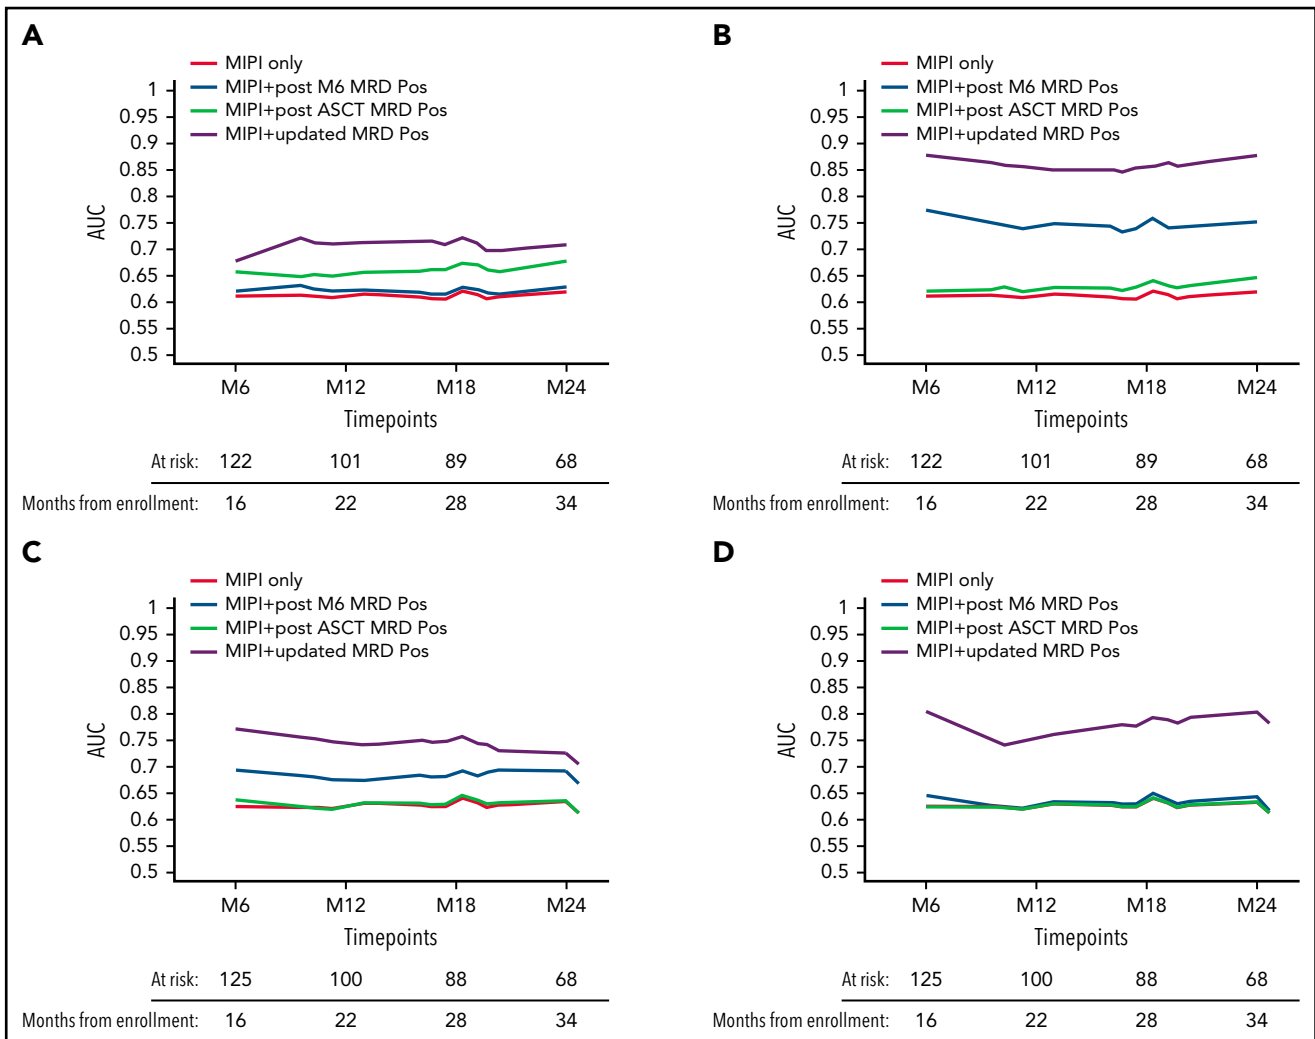 A
MIPI only
MIPI+post M6 MRD Pos
MIPI+post ASCT MRD Pos
MIPI+updated MRD Pos
1
0.95
0.9
0.85
0.8
0.75
0.7
0.65
0.6
0.55
0.5
AUC
M6 M12 M18 M24
Timepoints
At risk: 122 101 89 68
Months from enrollment: 16 22 28 34
B
MIPI only
MIPI+post M6 MRD Pos
MIPI+post ASCT MRD Pos
MIPI+updated MRD Pos
1
0.95
0.9
0.85
0.8
0.75
0.7
0.65
0.6
0.55
0.5
AUC
M6 M12 M18 M24
Timepoints
At risk: 122 101 89 68
Months from enrollment: 16 22 28 34
C
MIPI only
MIPI+post M6 MRD Pos
MIPI+post ASCT MRD Pos
MIPI+updated MRD Pos
1
0.95
0.9
0.85
0.8
0.75
0.7
0.65
0.6
0.55
0.5
AUC
M6 M12 M18 M24
Timepoints
At risk: 125 100 88 68
Months from enrollment: 16 22 28 34
D
MIPI only
MIPI+post M6 MRD Pos
MIPI+post ASCT MRD Pos
MIPI+updated MRD Pos
1
0.95
0.9
0.85
0.8
0.75
0.7
0.65
0.6
0.55
0.5
AUC
M6 M12 M18 M24
Timepoints
At risk: 125 100 88 68
Months from enrollment: 16 22 28 34